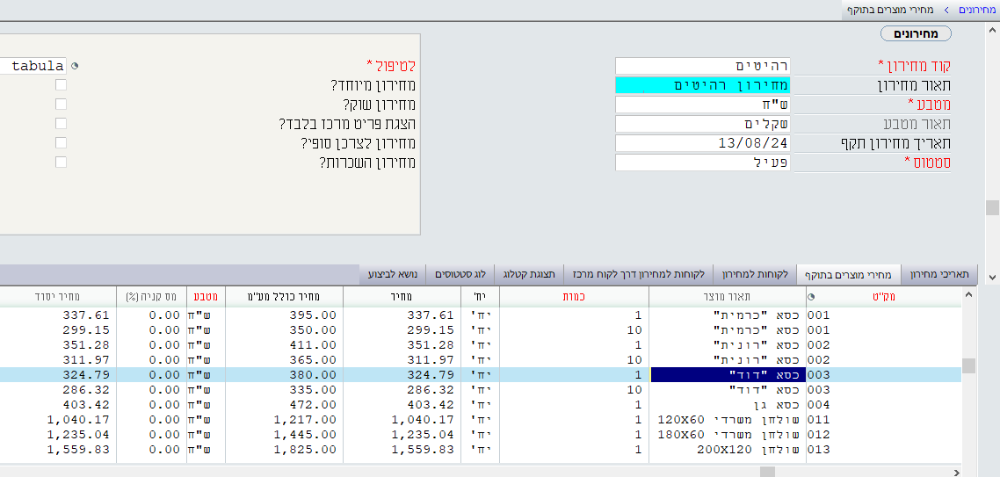 מחירונים > מחירי מוצרים בתוקף
מחירונים
קוד מחירון * רהיטים
תאור מחירון מחירון רהיטים
מטבע * ש"ח
תאור מטבע שקלים
תאריך מחירון תקף 13/08/24
סטטוס * פעיל
לטיפול * tabula
מחירון מיוחד?
מחירון שוק?
הצגת פריט מרכז בלבד?
מחירון לצרכן סופי?
מחירון השכרות?
תאריכי מחירון מחירי מוצרים בתוקף לקוחות למחירון לקוחות למחירון דרך לקוח מרכז תצוגת קטלוג לוג סטטוסים נושא לביצוע
מק"ט תאור מוצר כמות יח' מחיר מחיר כולל מע"מ מטבע מס קניה (%) מחיר יסוד
001 כסא "כרמית" 1 יח' 337.61 395.00 ש"ח 0.00 337.61
001 כסא "כרמית" 10 יח' 299.15 350.00 ש"ח 0.00 299.15
002 כסא "רונית" 1 יח' 351.28 411.00 ש"ח 0.00 351.28
002 כסא "רונית" 10 יח' 311.97 365.00 ש"ח 0.00 311.97
003 כסא "דוד" 1 יח' 324.79 380.00 ש"ח 0.00 324.79
003 כסא "דוד" 10 יח' 286.32 335.00 ש"ח 0.00 286.32
004 כסא גן 1 יח' 403.42 472.00 ש"ח 0.00 403.42
011 שולחן משרדי 120X60 1 יח' 1,040.17 1,217.00 ש"ח 0.00 1,040.17
012 שולחן משרדי 180X60 1 יח' 1,235.04 1,445.00 ש"ח 0.00 1,235.04
013 שולחן 200X120 1 יח' 1,559.83 1,825.00 ש"ח 0.00 1,559.83